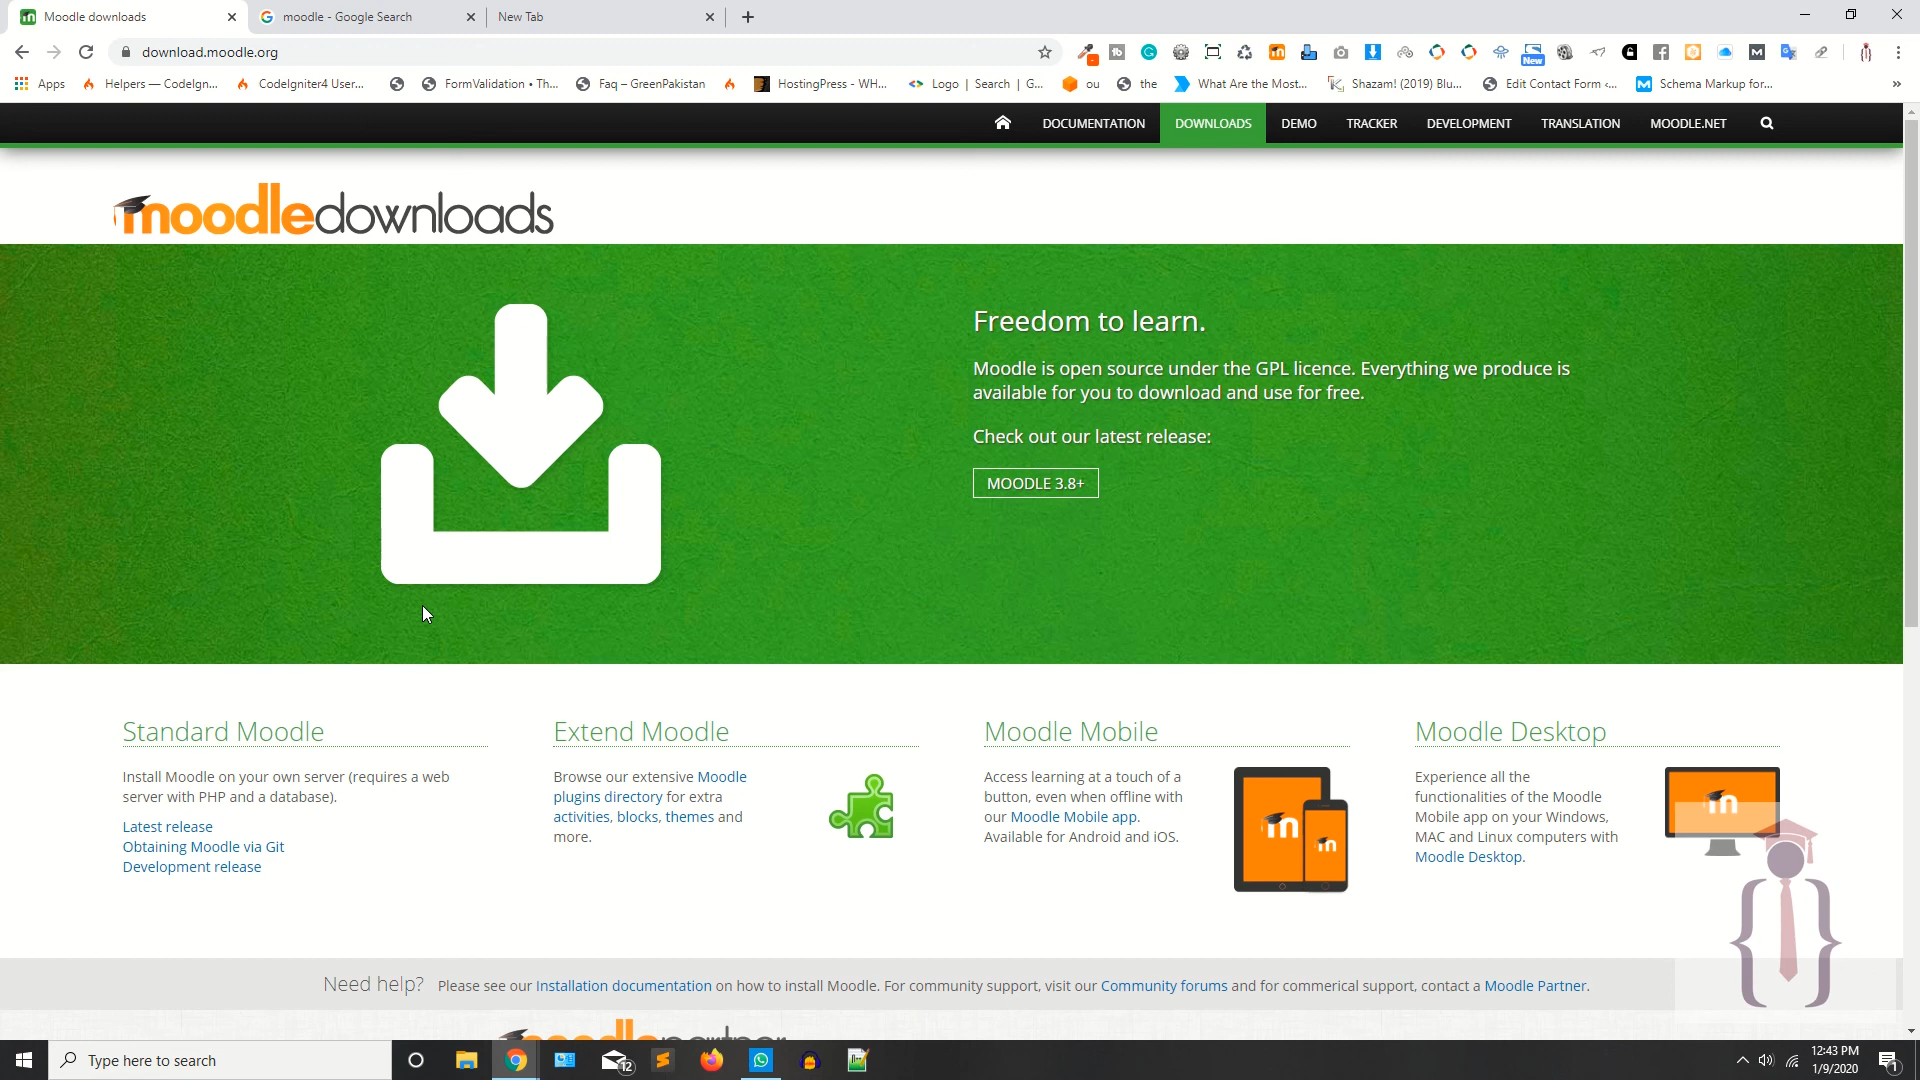 Moodle downloads
moodle - Google Search
New Tab
download.moodle.org
New
Apps
Helpers — CodeIgn...
CodeIgniter4 User...
FormValidation • Th...
Faq – GreenPakistan
HostingPress - WH...
Logo | Search | G...
ou
the
What Are the Most...
Shazam! (2019) Blu...
Edit Contact Form ‹...
Schema Markup for...
DOCUMENTATION
DOWNLOADS
DEMO
TRACKER
DEVELOPMENT
TRANSLATION
MOODLE.NET
moodledownloads
Freedom to learn.
Moodle is open source under the GPL licence. Everything we produce is
available for you to download and use for free.
Check out our latest release:
MOODLE 3.8+
Standard Moodle
Install Moodle on your own server (requires a web
server with PHP and a database).
Latest release
Obtaining Moodle via Git
Development release
Extend Moodle
Browse our extensive Moodle
plugins directory for extra
activities, blocks, themes and
more.
Moodle Mobile
Access learning at a touch of a
button, even when offline with
our Moodle Mobile app.
Available for Android and iOS.
Moodle Desktop
Experience all the
functionalities of the Moodle
Mobile app on your Windows,
MAC and Linux computers with
Moodle Desktop.
Need help? Please see our Installation documentation on how to install Moodle. For community support, visit our Community forums and for commerical support, contact a Moodle Partner.
moodlepartner
Type here to search
12
12:43 PM
1/9/2020
1